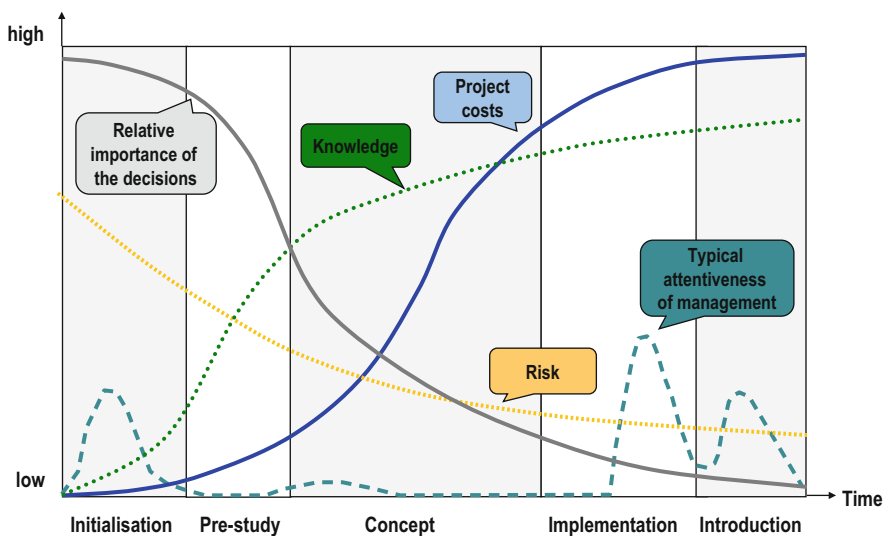 high
Project
costs
Relative
importance of
the decisions
Knowledge
Typical
attentiveness
of management
Risk
low
Time
Initialisation
Pre-study
Concept
Implementation
Introduction